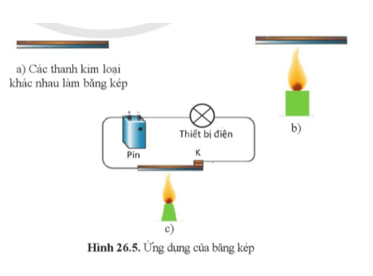 a) Các thanh kim loại
khác nhau làm băng kép
b)
Thiết bị điện
Pin
K
c)
Hình 26.5. Ứng dụng của băng kép